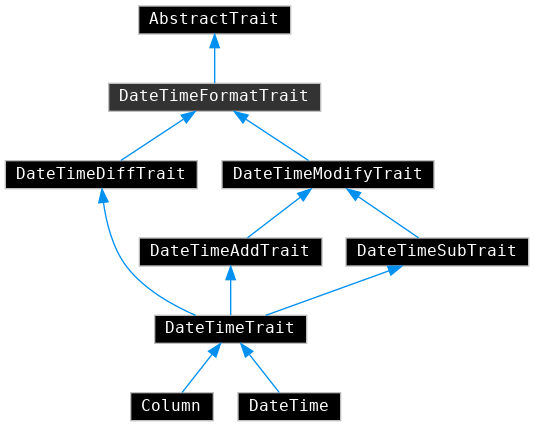 AbstractTrait
DateTimeFormatTrait
DateTimeDiffTrait
DateTimeModifyTrait
DateTimeAddTrait
DateTimeSubTrait
DateTimeTrait
Column
DateTime